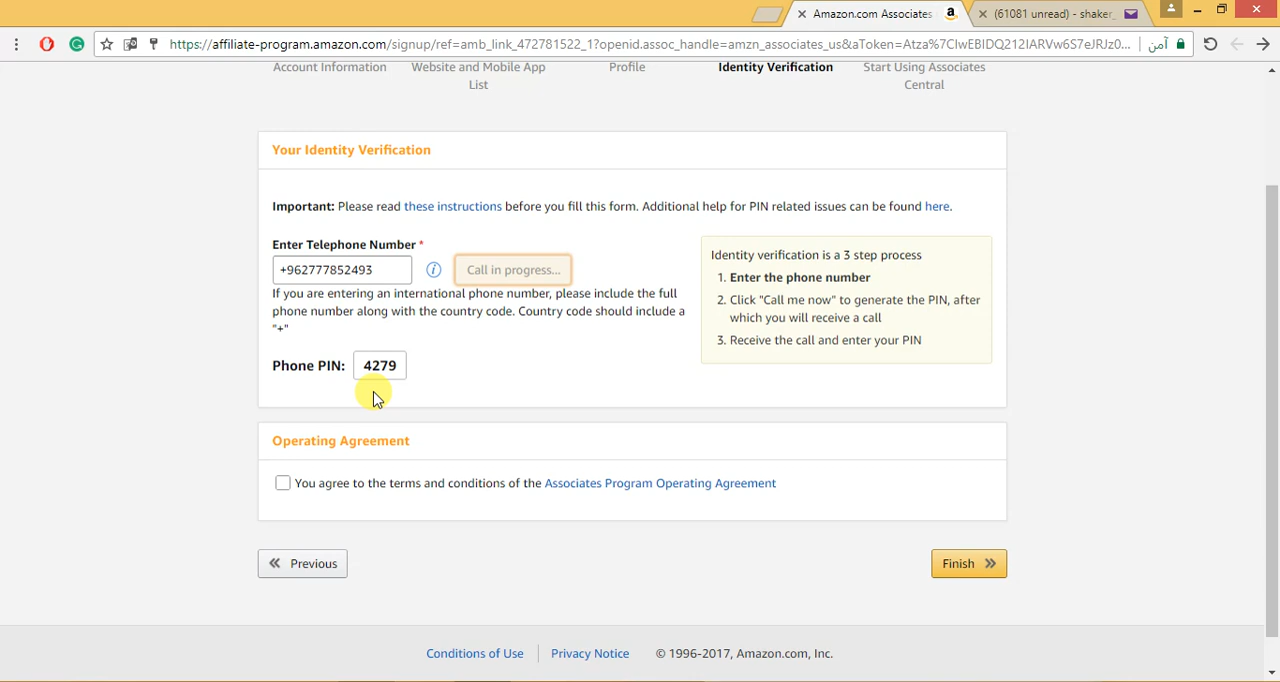 Amazon.com Associates
(61081 unread) - shaker_
https://affiliate-program.amazon.com/signup/ref=amb_link_472781522_1?openid.assoc_handle=amzn_associates_us&aToken=Atza%7CIwEBIDQ212IARVw6S7eJRJz0...
آمن
Account Information
Website and Mobile App List
Profile
Identity Verification
Start Using Associates Central
Your Identity Verification
Important: Please read these instructions before you fill this form. Additional help for PIN related issues can be found here.
Enter Telephone Number *
+962777852493
Call in progress...
If you are entering an international phone number, please include the full
phone number along with the country code. Country code should include a
"+"
Phone PIN: 4279
Identity verification is a 3 step process
1. Enter the phone number
2. Click "Call me now" to generate the PIN, after
which you will receive a call
3. Receive the call and enter your PIN
Operating Agreement
You agree to the terms and conditions of the Associates Program Operating Agreement
Previous
Finish
Conditions of Use
Privacy Notice
© 1996-2017, Amazon.com, Inc.